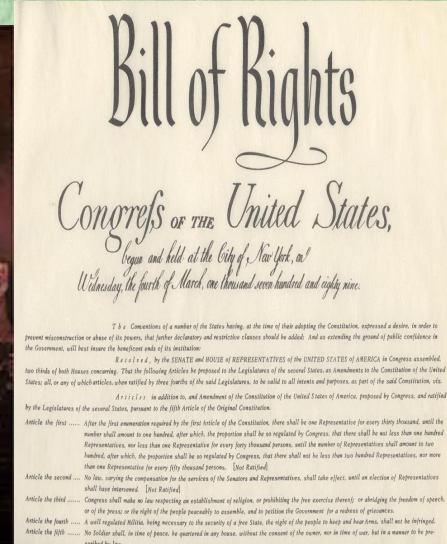 Bill of Rights
Congreſs OF THE United States,
begun and held at the City of New York, on
Wednesday, the fourth of March, one thousand seven hundred and eighty nine.
The Conventions of a number of the States having, at the time of their adopting the Constitution, expressed a desire, in order to
prevent misconstruction or abuse of its powers, that further declaratory and restrictive clauses should be added: And as extending the ground of public confidence in
the Government, will best insure the beneficent ends of its institution:
Resolved, by the SENATE and HOUSE of REPRESENTATIVES of the UNITED STATES of AMERICA in Congress assembled,
two thirds of both Houses concurring. That the following Articles be proposed to the Legislatures of the several States, as Amendments to the Constitution of the United
States; all, or any of which articles, when ratified by three fourths of the said Legislatures, to be valid to all intents and purposes, as part of the said Constitution, viz.
Articles in addition to, and Amendment of the Constitution of the United States of America, proposed by Congress, and ratified
by the Legislatures of the several States, pursuant to the fifth Article of the Original Constitution.
Article the first ..... After the first enumeration required by the first Article of the Constitution, there shall be one Representative for every thirty thousand, until the
number shall amount to one hundred, after which, the proportion shall be so regulated by Congress, that there shall be not less than one hundred
Representatives, nor less than one Representative for every forty thousand persons, until the number of Representatives shall amount to two
hundred, after which, the proportion shall be so regulated by Congress, that there shall not be less than two hundred Representatives, nor more
than one Representative for every fifty thousand persons. [Not Ratified]
Article the second .... No law, varying the compensation for the services of the Senators and Representatives, shall take effect, until an election of Representatives
shall have intervened. [Not Ratified]
Article the third ...... Congress shall make no law respecting an establishment of religion, or prohibiting the free exercise thereof; or abridging the freedom of speech,
or of the press; or the right of the people peaceably to assemble, and to petition the Government for a redress of grievances.
Article the fourth ..... A well regulated Militia, being necessary to the security of a free State, the right of the people to keep and bear Arms, shall not be infringed.
Article the fifth ...... No Soldier shall, in time of peace, be quartered in any house, without the consent of the owner, nor in time of war, but in a manner to be pre-
scribed by law.